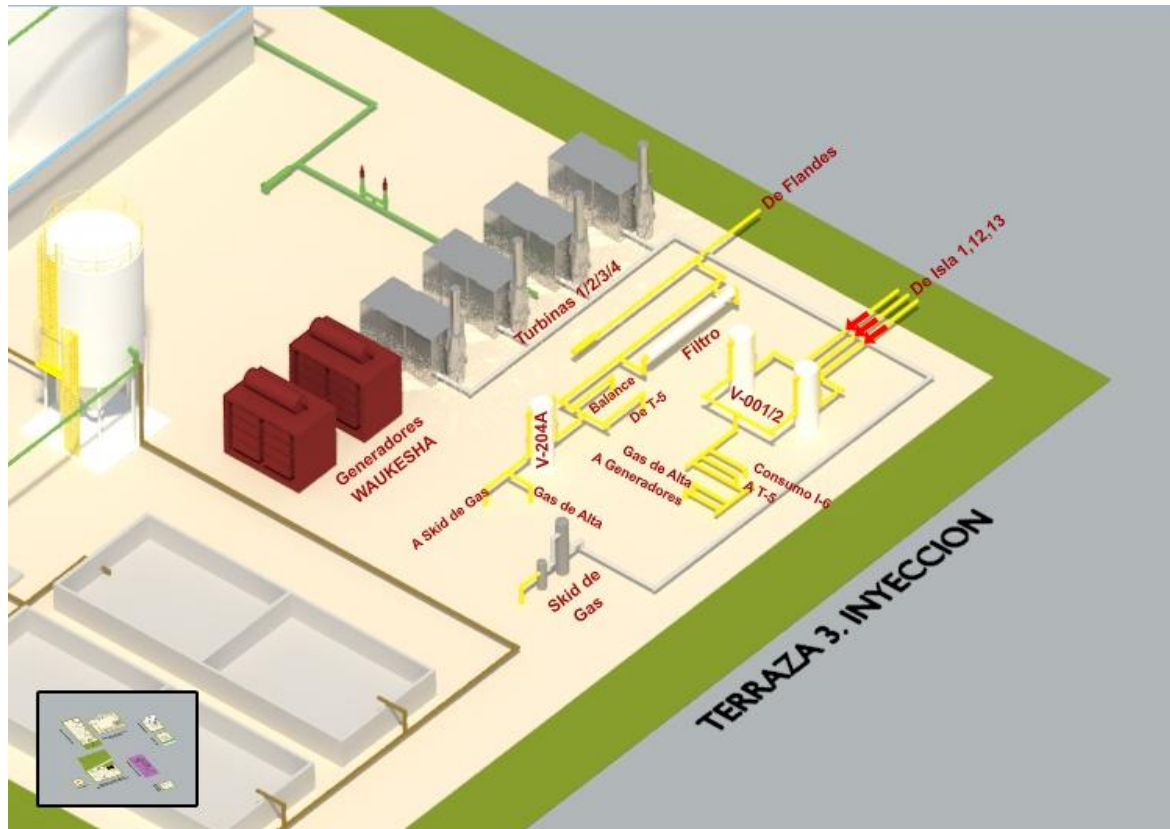 De Flandes
De Isla 1,12,13
Turbinas 1/2/3/4
Filtro
Balance
De T-5
V-001/2
V-204A
Generadores
WAUKESHA
Gas de Alta
A Generadores
Consumo I-6
A T-5
A Skid de Gas
Gas de Alta
Skid de
Gas
TERRAZA 3. INYECCION